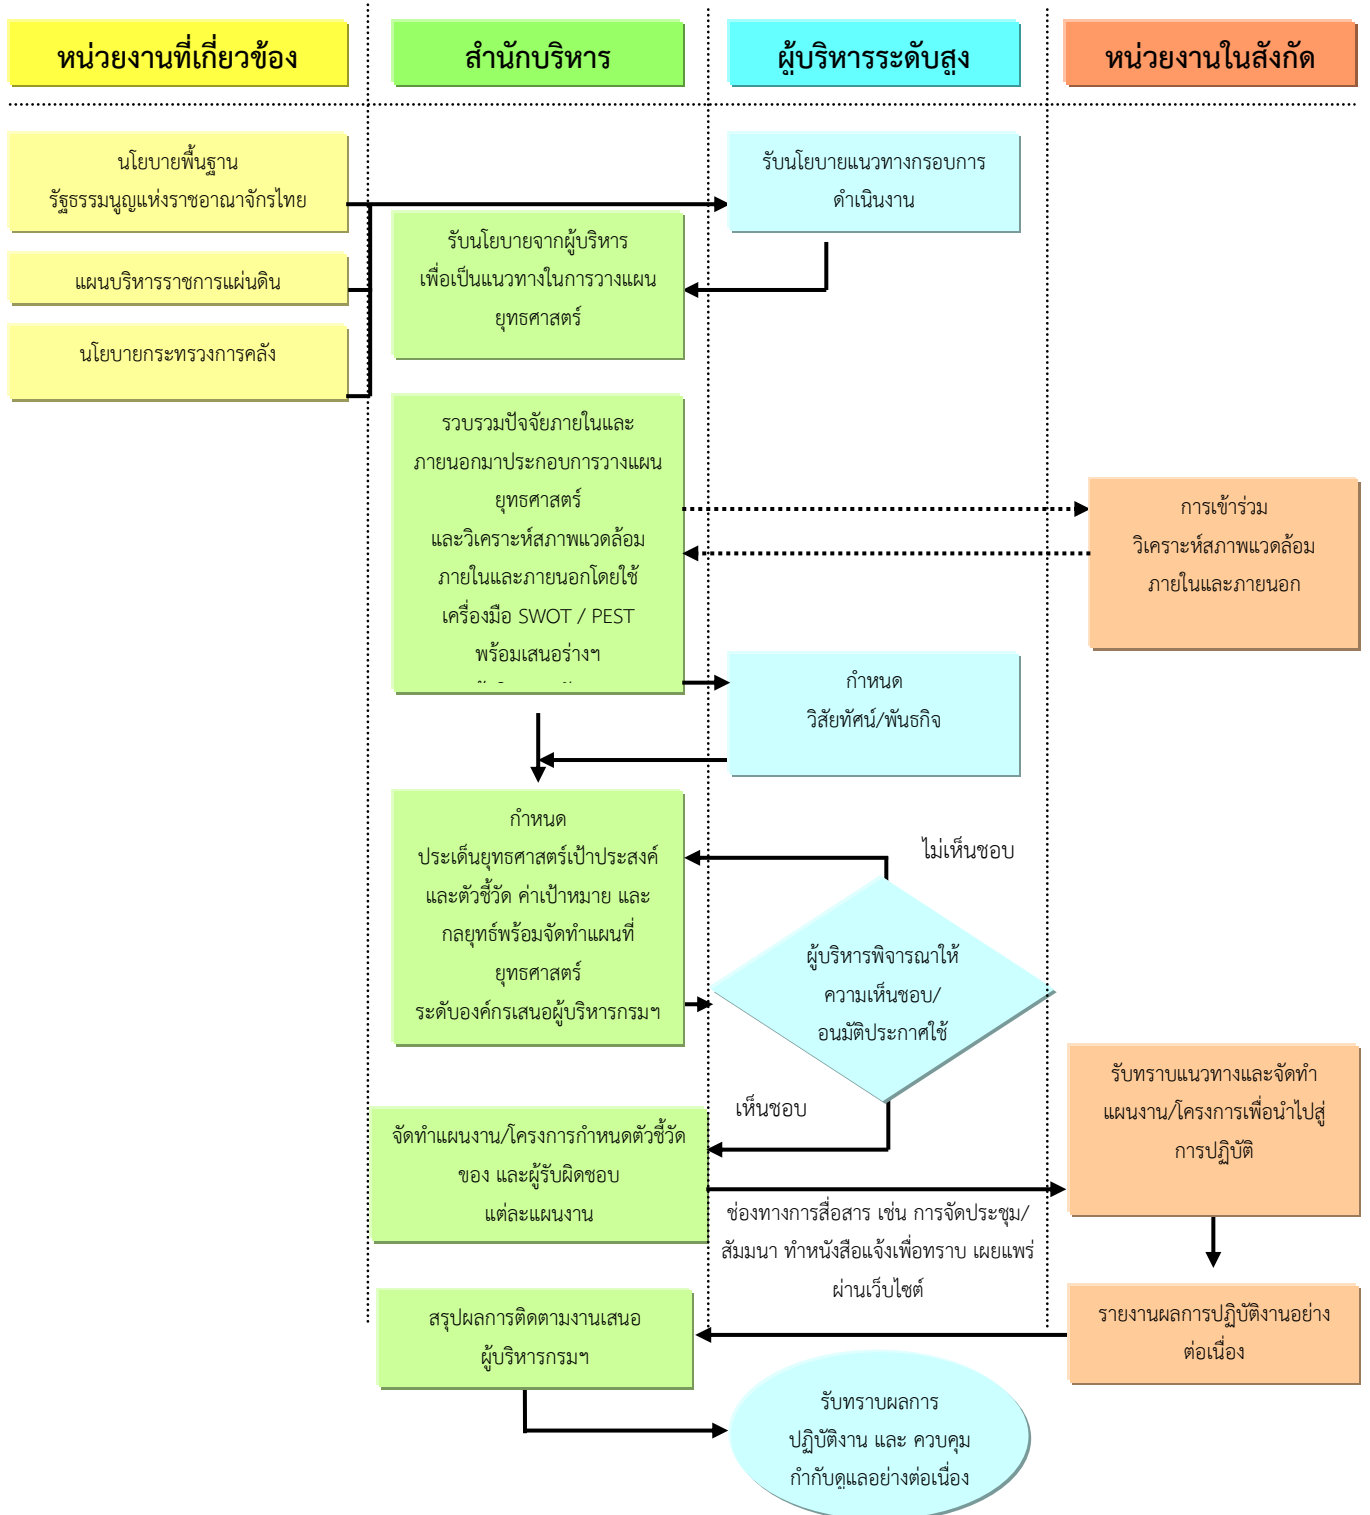 หน่วยงานที่เกี่ยวข้อง
สำนักบริหาร
ผู้บริหารระดับสูง
หน่วยงานในสังกัด
นโยบายพื้นฐาน
รัฐธรรมนูญแห่งราชอาณาจักรไทย
แผนบริหารราชการแผ่นดิน
นโยบายกระทรวงการคลัง
รับนโยบายแนวทางกรอบการ
ดำเนินงาน
รับนโยบายจากผู้บริหาร
เพื่อเป็นแนวทางในการวางแผน
ยุทธศาสตร์
รวบรวมปัจจัยภายในและ
ภายนอกมาประกอบการวางแผน
ยุทธศาสตร์
และวิเคราะห์สภาพแวดล้อม
ภายในและภายนอกโดยใช้
เครื่องมือ SWOT / PEST
พร้อมเสนอร่างฯ
การเข้าร่วม
วิเคราะห์สภาพแวดล้อม
ภายในและภายนอก
กำหนด
วิสัยทัศน์/พันธกิจ
กำหนด
ประเด็นยุทธศาสตร์เป้าประสงค์
และตัวชี้วัด ค่าเป้าหมาย และ
กลยุทธ์พร้อมจัดทำแผนที่
ยุทธศาสตร์
ระดับองค์กรเสนอผู้บริหารกรมฯ
ไม่เห็นชอบ
ผู้บริหารพิจารณาให้
ความเห็นชอบ/
อนุมัติประกาศใช้
เห็นชอบ
จัดทำแผนงาน/โครงการกำหนดตัวชี้วัด
ของ และผู้รับผิดชอบ
แต่ละแผนงาน
รับทราบแนวทางและจัดทำ
แผนงาน/โครงการเพื่อนำไปสู่
การปฏิบัติ
ช่องทางการสื่อสาร เช่น การจัดประชุม/
สัมมนา ทำหนังสือแจ้งเพื่อทราบ เผยแพร่
ผ่านเว็บไซต์
สรุปผลการติดตามงานเสนอ
ผู้บริหารกรมฯ
รายงานผลการปฏิบัติงานอย่าง
ต่อเนื่อง
รับทราบผลการ
ปฏิบัติงาน และ ควบคุม
กำกับดูแลอย่างต่อเนื่อง